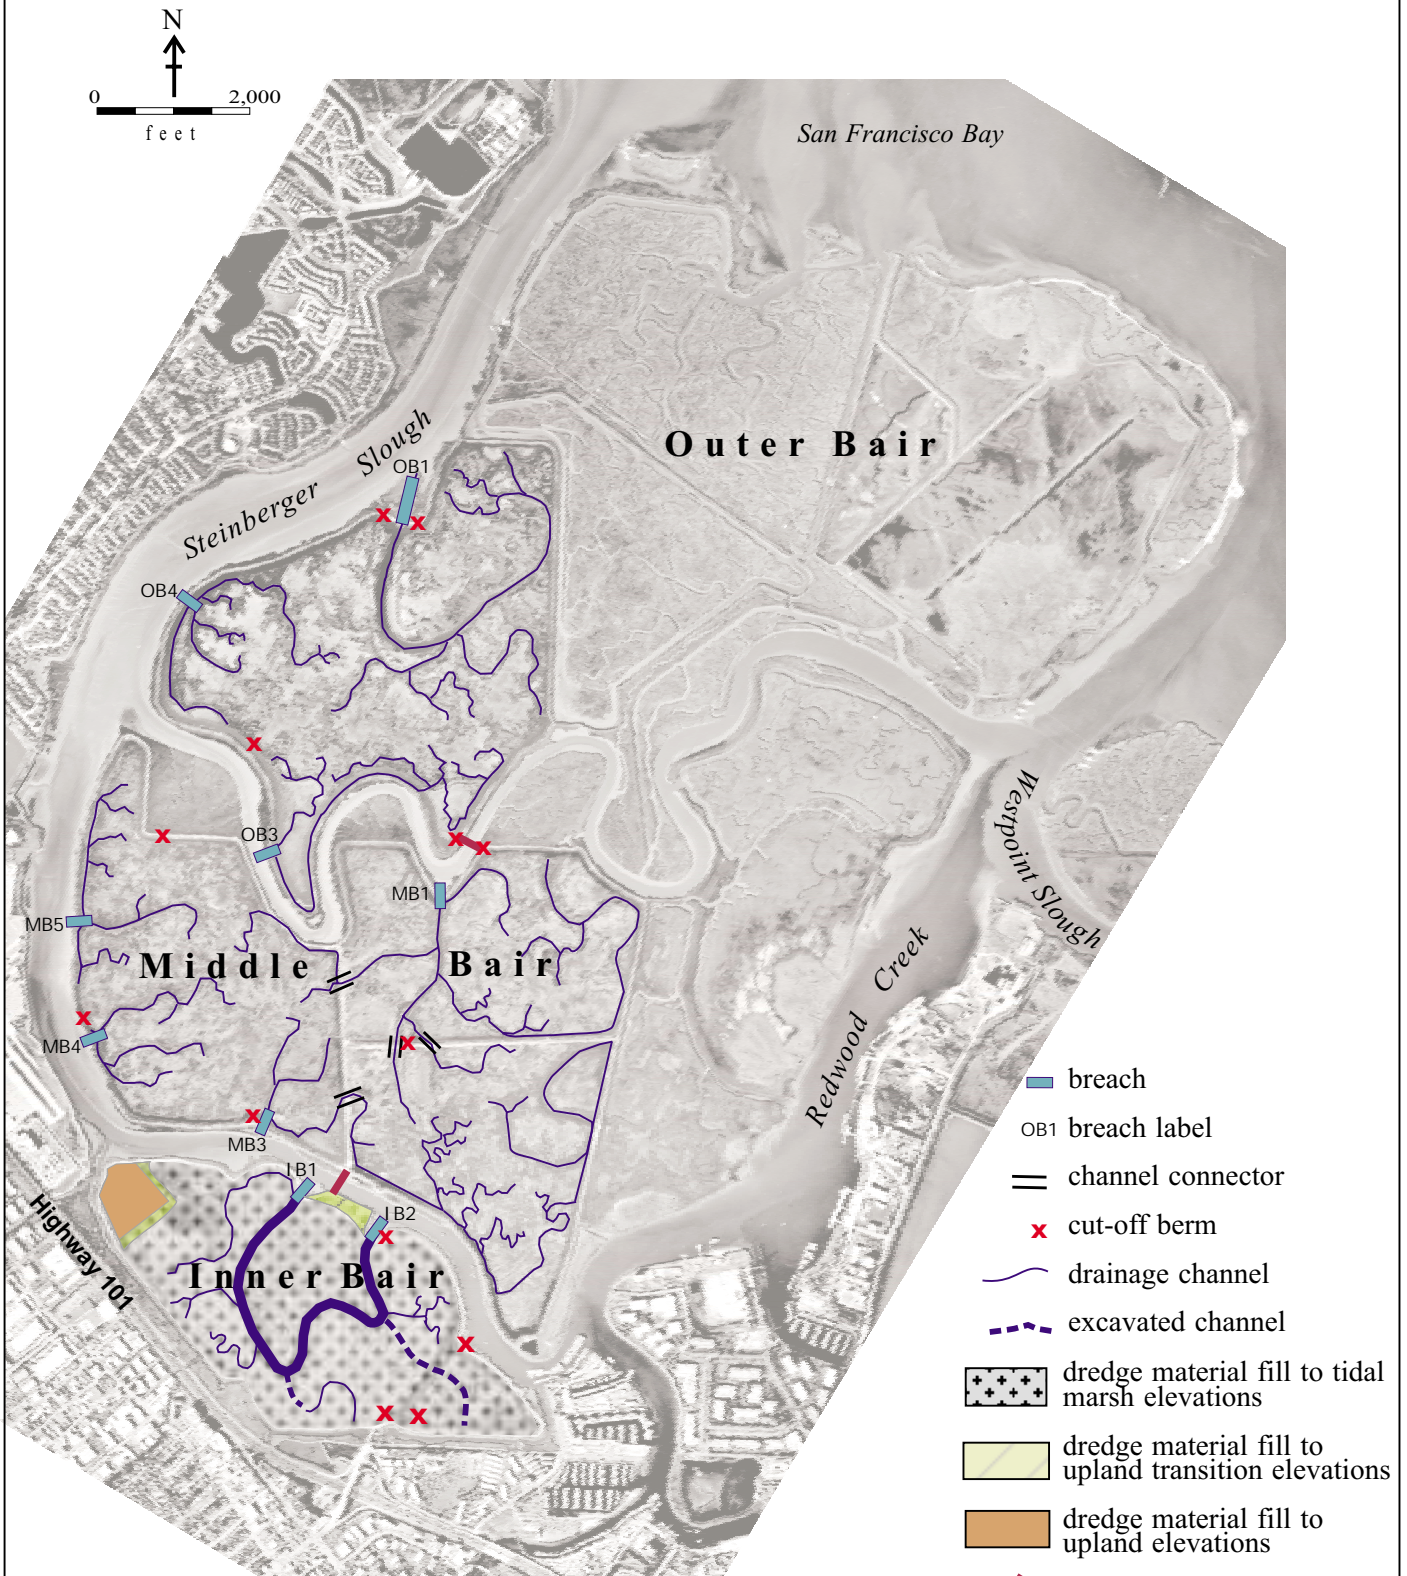 N
0 2,000
feet
San Francisco Bay
Outer Bair
Steinberger Slough
OB1
OB4
OB3
MB1
MB5
Middle Bair
MB4
MB3
Westpoint Slough
Redwood Creek
IB1
IB2
Inner Bair
Highway 101
breach
OB1 breach label
channel connector
x cut-off berm
drainage channel
excavated channel
dredge material fill to tidal
marsh elevations
dredge material fill to
upland transition elevations
dredge material fill to
upland elevations